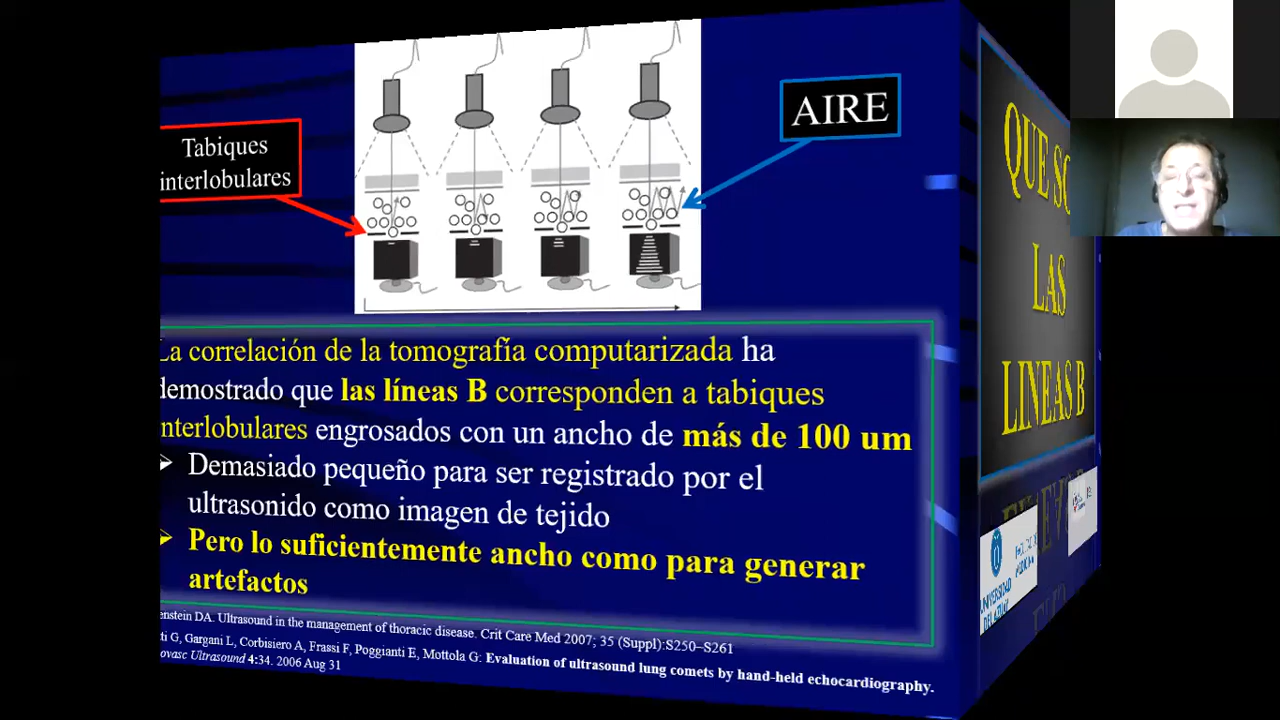 Tabiques
interlobulares
AIRE
La correlación de la tomografía computarizada ha
demostrado que las líneas B corresponden a tabiques
interlobulares engrosados con un ancho de más de 100 um
Demasiado pequeño para ser registrado por el
ultrasonido como imagen de tejido
Pero lo suficientemente ancho como para generar
artefactos
DA. Ultrasound in the management of thoracic disease. Crit Care Med 2007; 35 (Suppl):S250–S261
G, Gargani L, Corbisiero A, Frassi F, Poggianti E, Mottola G: Evaluation of ultrasound lung comets by hand-held echocardiography.
Ultrasound 4:34. 2006 Aug 31
QUE
LAS
LINEAS B
UNIVERSIDAD